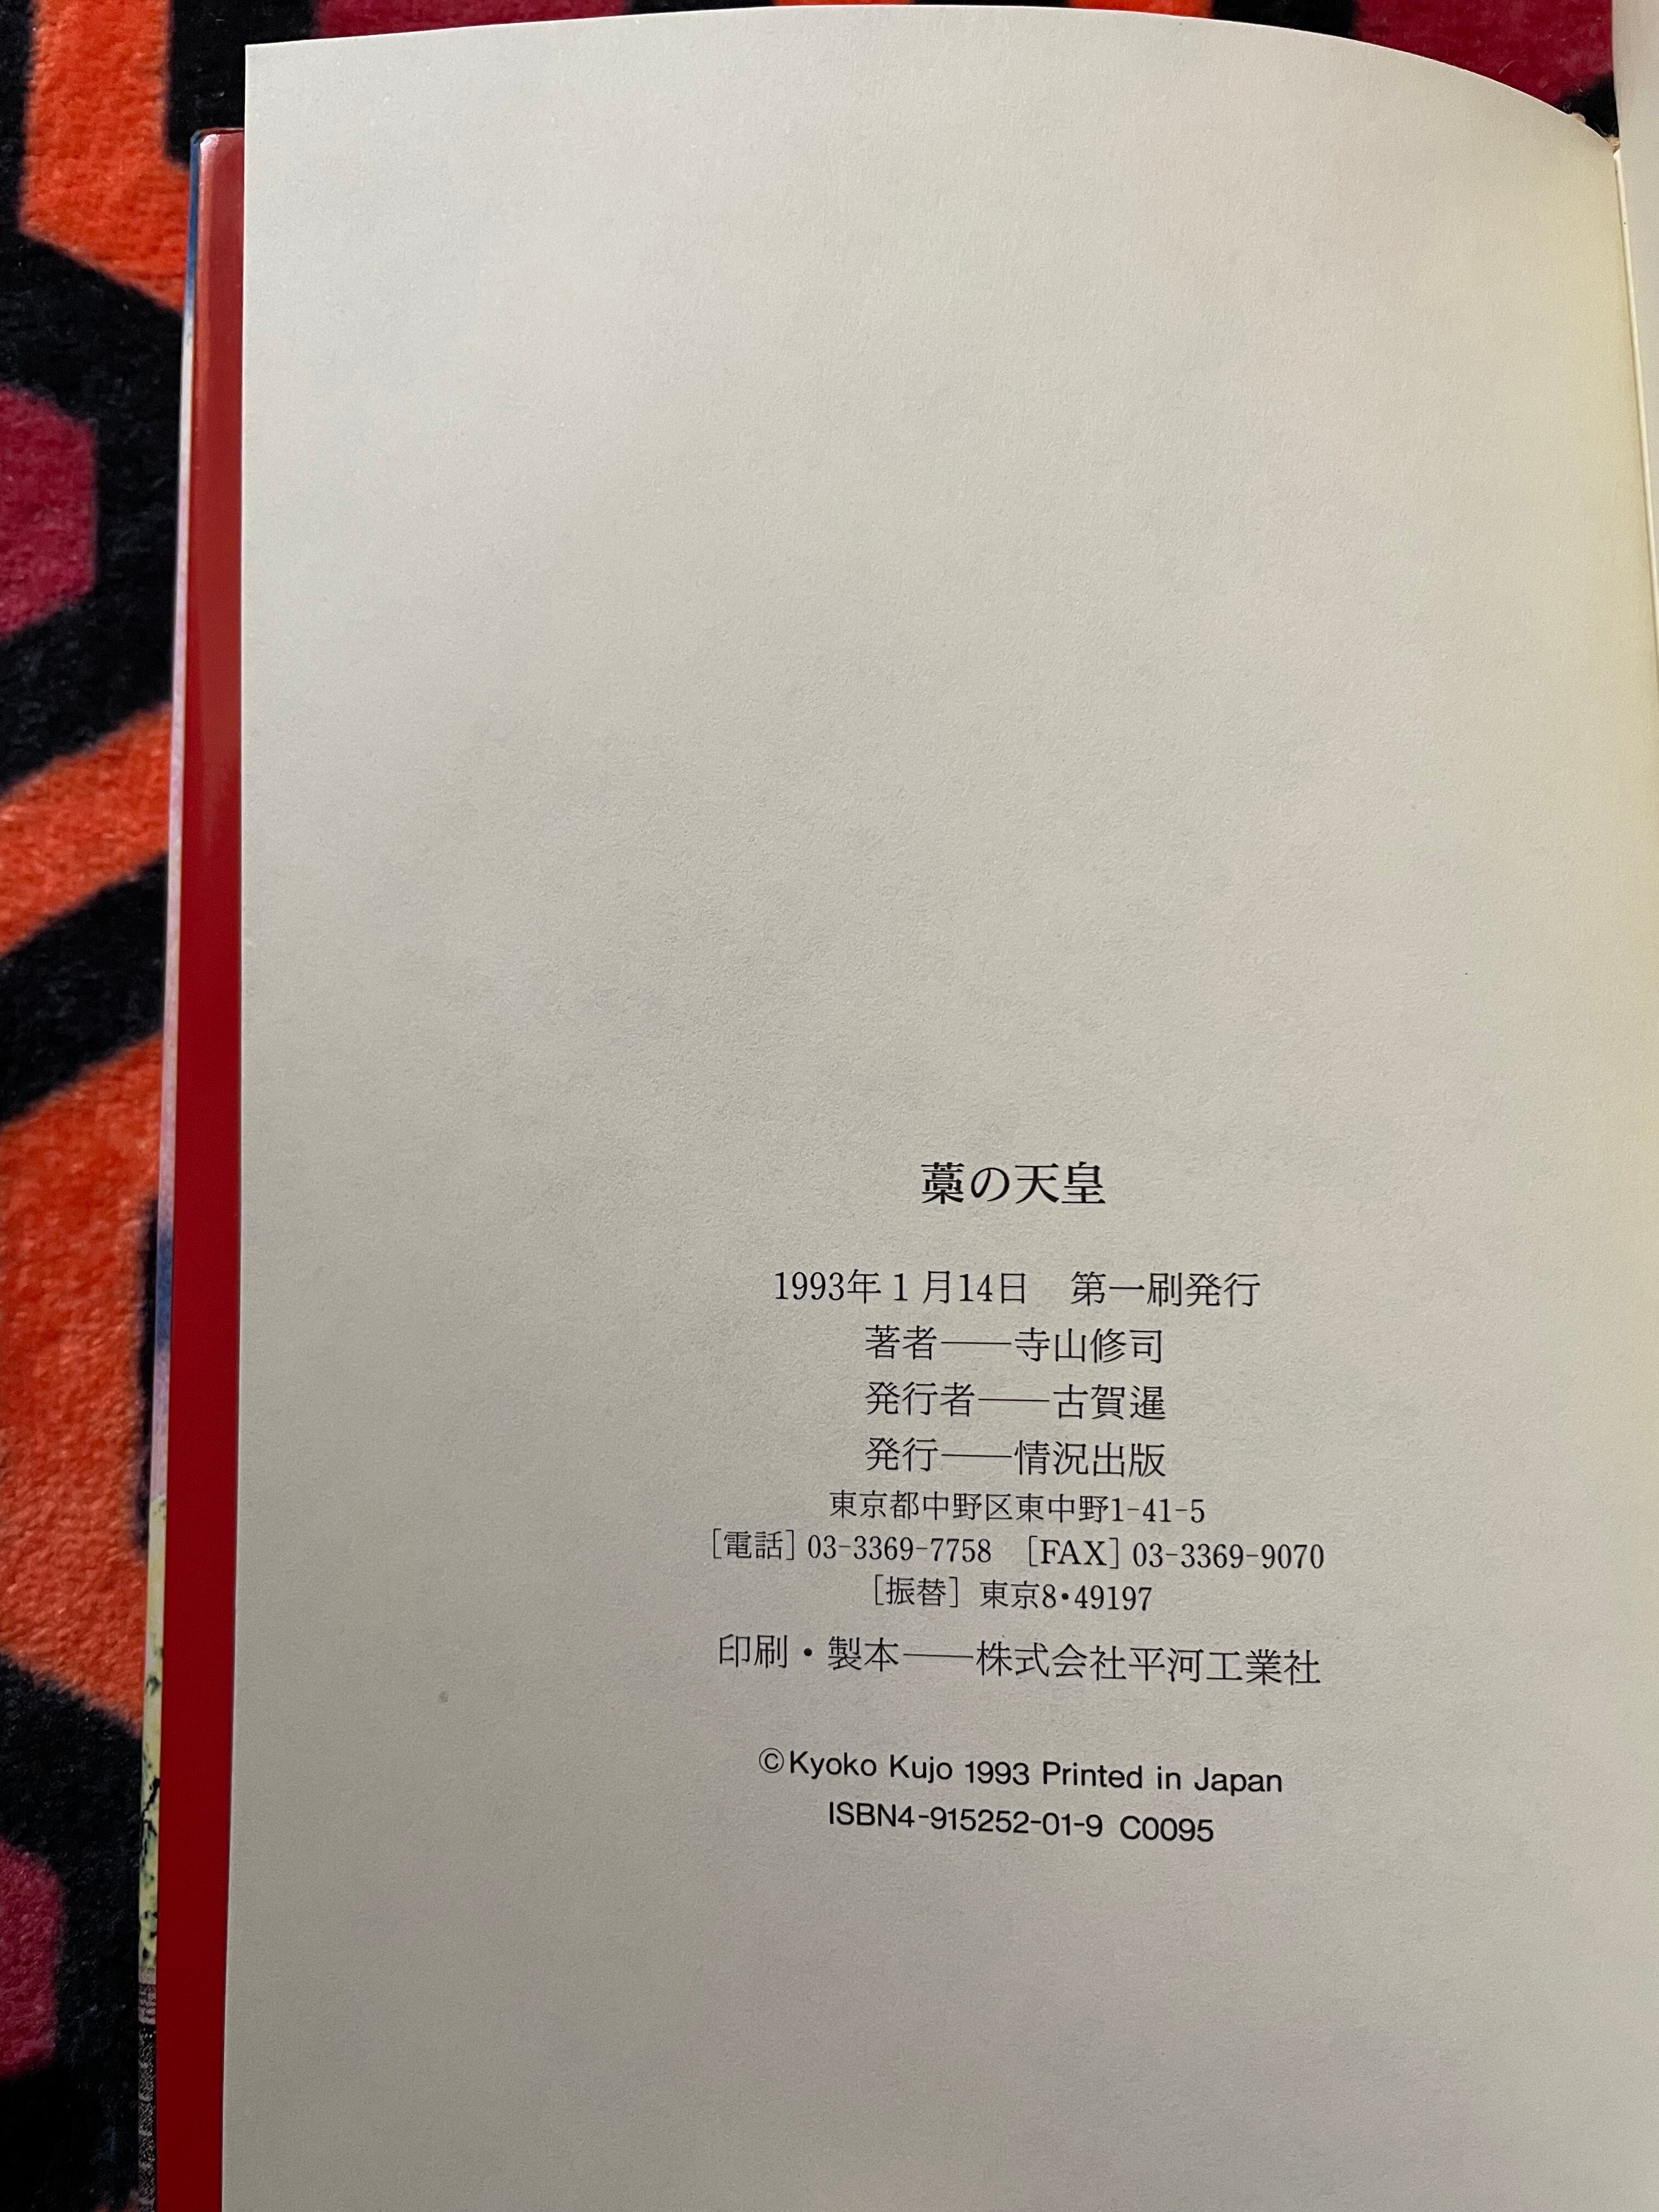 藁の天皇
1993年1月14日　第一刷発行
著者――寺山修司
発行者――古賀暹
発行――情況出版
東京都中野区東中野1-41-5
［電話］03-3369-7758　［FAX］03-3369-9070
［振替］東京8・49197
印刷・製本――株式会社平河工業社
©Kyoko Kujo 1993 Printed in Japan
ISBN4-915252-01-9 C0095